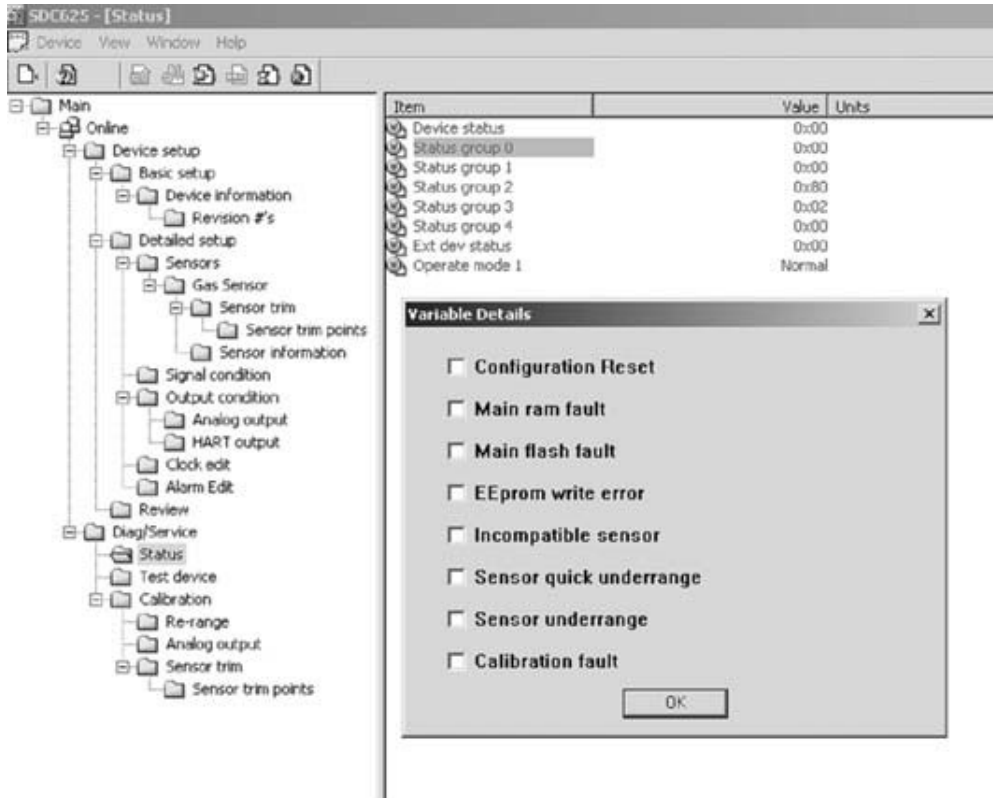 SDC625 - [Status]
Device View Window Help
Main
Online
Device setup
Basic setup
Device information
Revision #'s
Detailed setup
Sensors
Gas Sensor
Sensor trim
Sensor trim points
Sensor information
Signal condition
Output condition
Analog output
HART output
Clock edit
Alarm Edit
Review
Diag/Service
Status
Test device
Calibration
Re-range
Analog output
Sensor trim
Sensor trim points
Item Value Units
Device status 0x00
Status group 0 0x00
Status group 1 0x00
Status group 2 0x80
Status group 3 0x02
Status group 4 0x00
Ext dev status 0x00
Operate mode 1 Normal
Variable Details
Configuration Reset
Main ram fault
Main flash fault
EEprom write error
Incompatible sensor
Sensor quick underrange
Sensor underrange
Calibration fault
OK